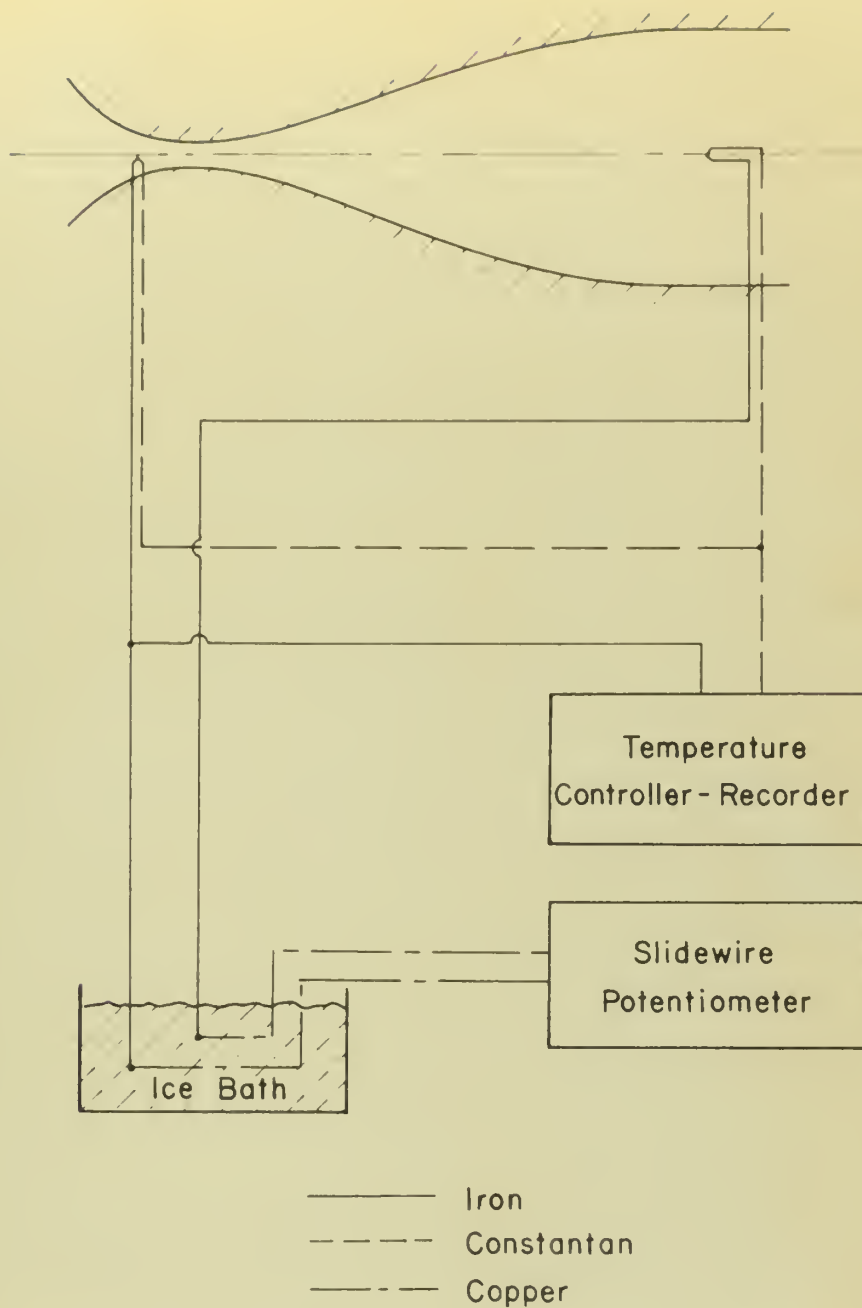 Temperature
Controller - Recorder
Slidewire
Potentiometer
Ice Bath
Iron
Constantan
Copper